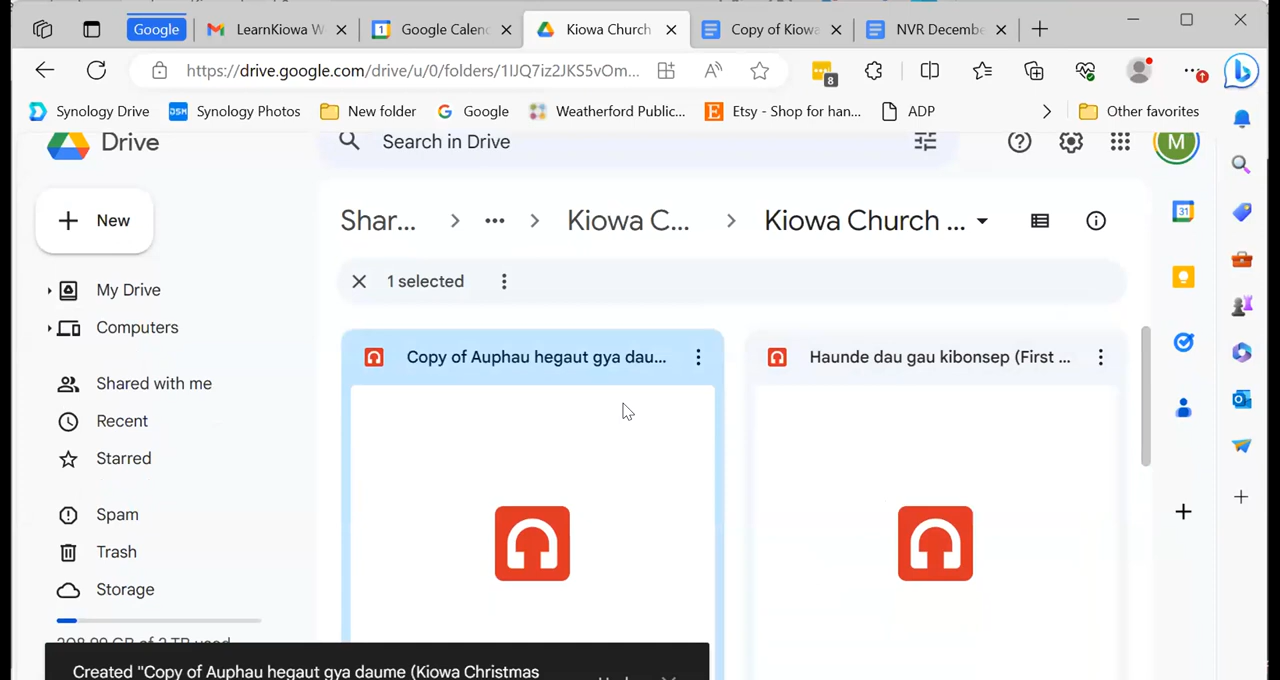 Google LearnKiowa W Google Calenc Kiowa Church Copy of Kiowa NVR Decembe
https://drive.google.com/drive/u/0/folders/1IJQ7iz2JKS5vOm... 8
Synology Drive Synology Photos New folder Google Weatherford Public... Etsy - Shop for han... ADP Other favorites
Drive Search in Drive M
New Shar... Kiowa C... Kiowa Church ...
1 selected
My Drive
Computers
Copy of Auphau hegaut gya dau... Haunde dau gau kibonsep (First ...
Shared with me
Recent
Starred
Spam
Trash
Storage
Created "Copy of Auphau hegaut gya daume (Kiowa Christmas